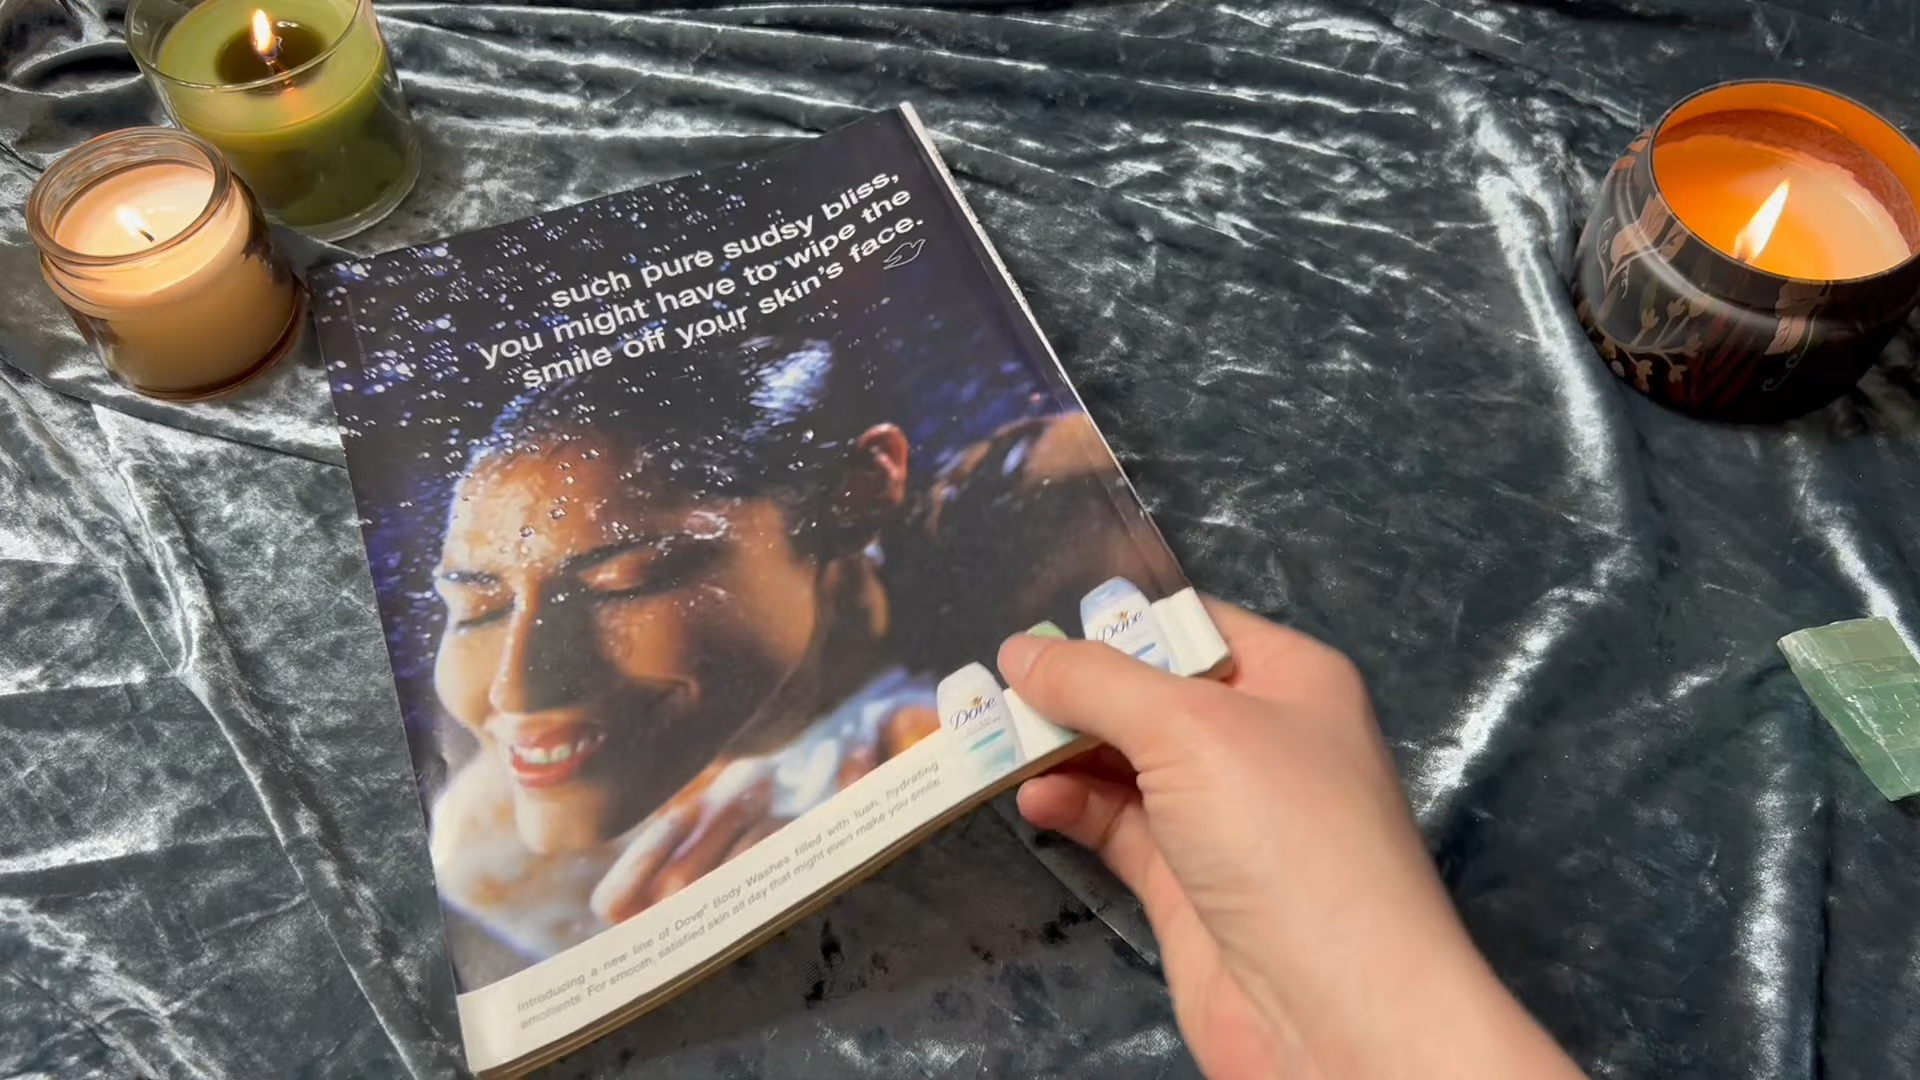 such pure sudsy bliss,
you might have to wipe the
smile off your skin's face.
Dove
Dove
Introducing a new line of Dove® Body Washes filled with lush, hydrating
emollients. For smooth, satisfied skin all day that might even make you smile.